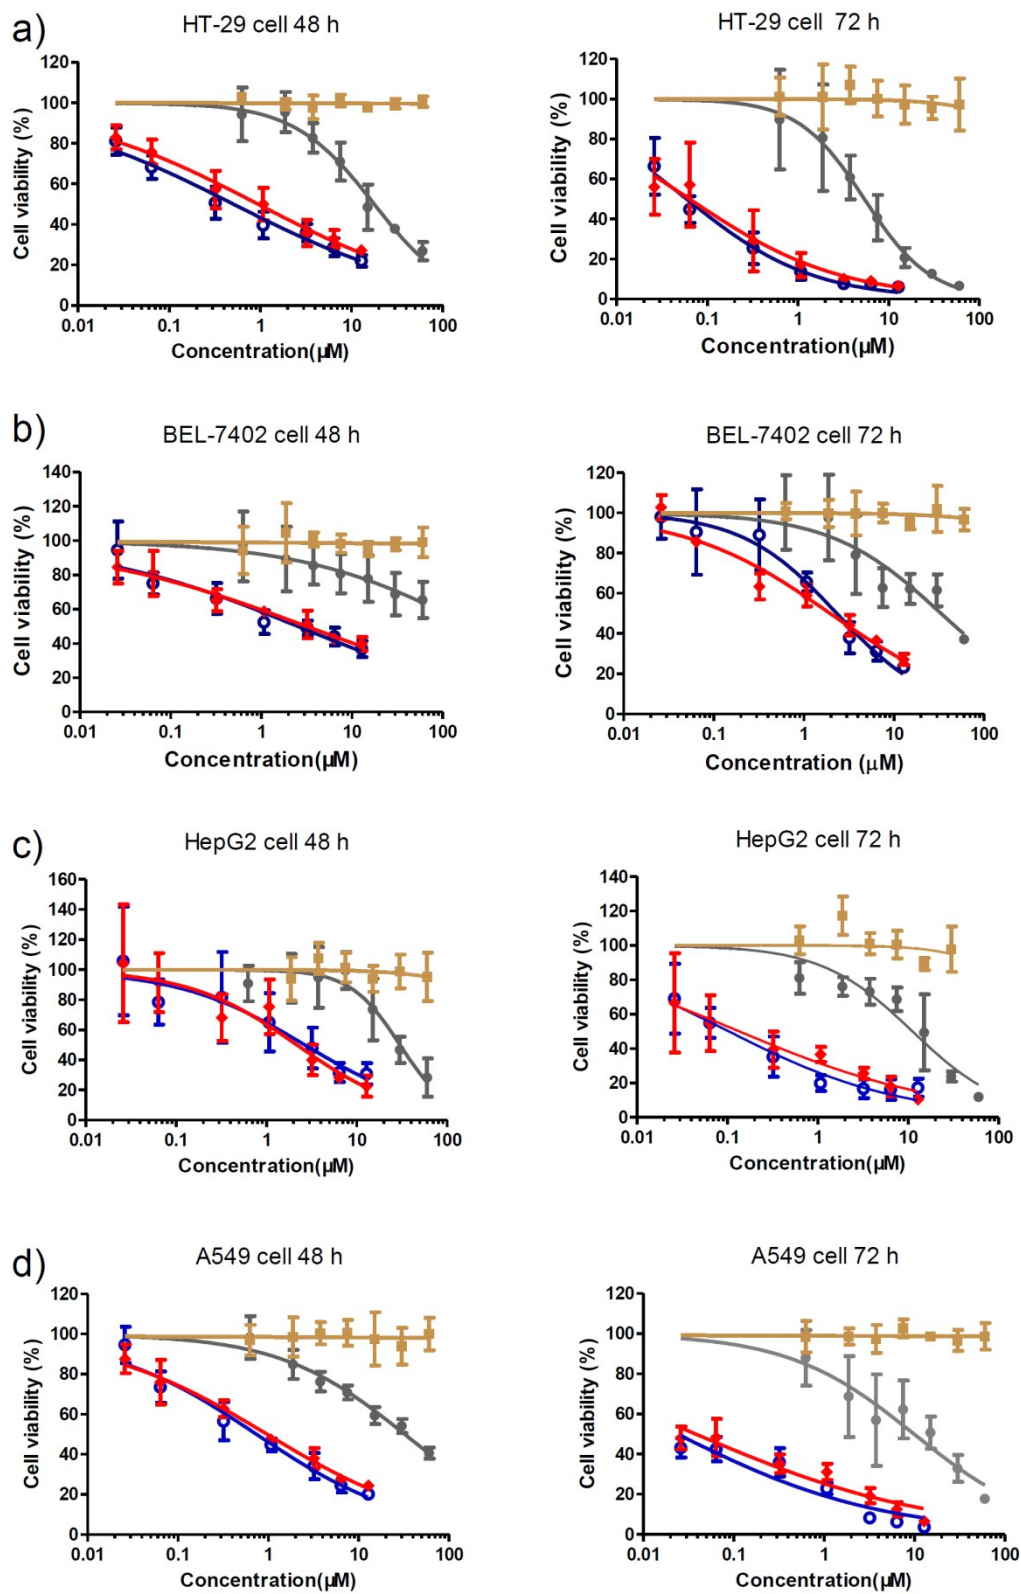 a)
HT-29 cell 48 h
HT-29 cell 72 h
Cell viability (%)
120
100
80
60
40
20
0
0.01 0.1 1 10 100
Concentration(µM)
Cell viability (%)
120
100
80
60
40
20
0
0.01 0.1 1 10 100
Concentration(µM)
b)
BEL-7402 cell 48 h
BEL-7402 cell 72 h
Cell viability (%)
140
120
100
80
60
40
20
0
0.01 0.1 1 10 100
Concentration(µM)
Cell viability (%)
120
100
80
60
40
20
0
0.01 0.1 1 10 100
Concentration (µM)
c)
HepG2 cell 48 h
HepG2 cell 72 h
Cell viability (%)
160
140
120
100
80
60
40
20
0
0.01 0.1 1 10 100
Concentration(µM)
Cell viability (%)
140
120
100
80
60
40
20
0
0.01 0.1 1 10 100
Concentration(µM)
d)
A549 cell 48 h
A549 cell 72 h
Cell viability (%)
120
100
80
60
40
20
0
0.01 0.1 1 10 100
Concentration(µM)
Cell viability (%)
120
100
80
60
40
20
0
0.01 0.1 1 10 100
Concentration(µM)